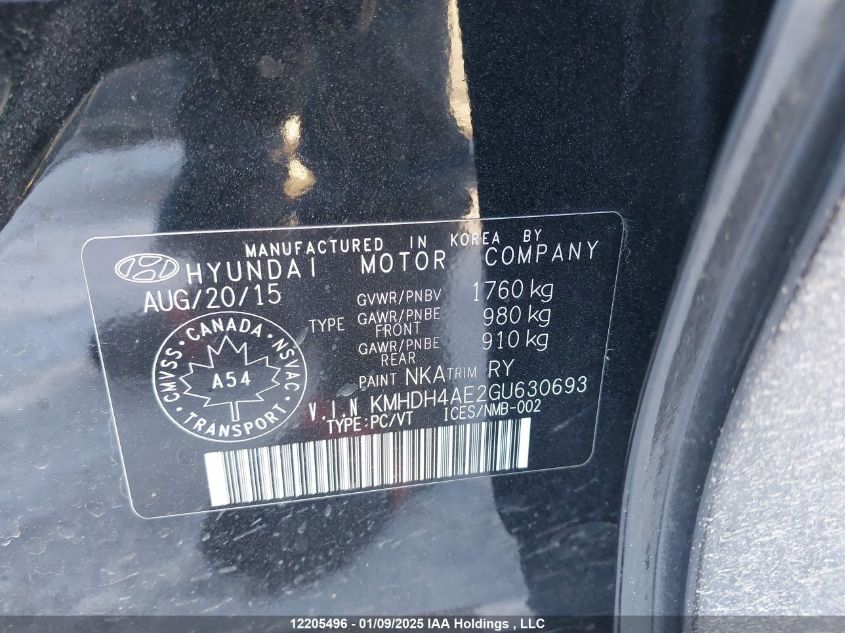 MANUFACTURED IN KOREA BY
HYUNDAI MOTOR COMPANY
AUG/20/15
GVWR/PNBV 1760 kg
TYPE GAWR/PNBE FRONT 980 kg
GAWR/PNBE REAR 910 kg
PAINT NKA TRIM RY
V.I.N KMHDH4AE2GU630693
TYPE:PC/VT ICES/NMB-002
CMVSS · CANADA · NSVAC
A54
· TRANSPORT ·
12205496 - 01/09/2025 IAA Holdings , LLC